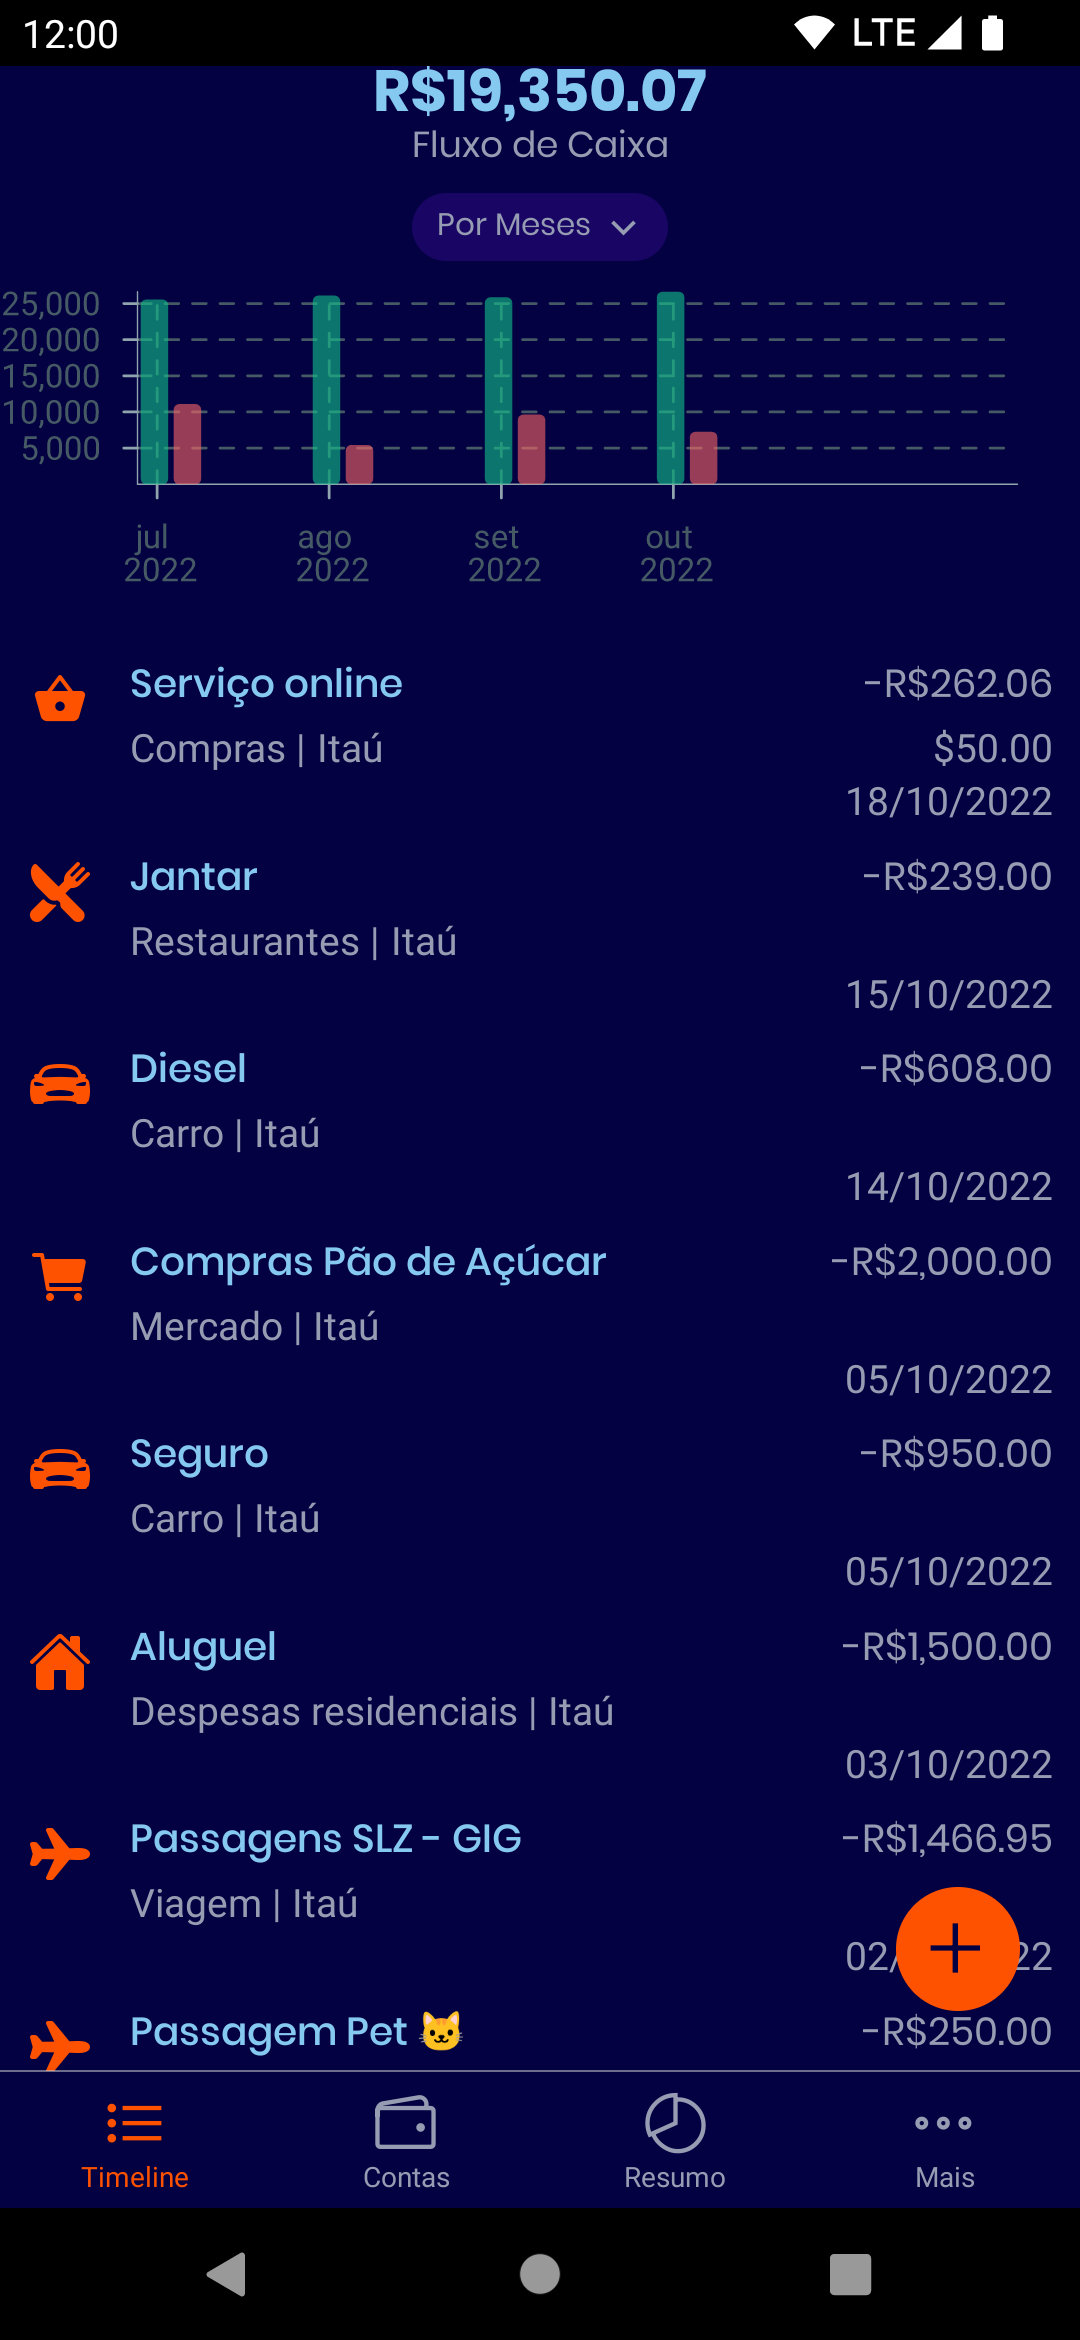 12:00
LTE
R$19,350.07
Fluxo de Caixa
Por Meses
25,000
20,000
15,000
10,000
5,000
jul ago set out
2022 2022 2022 2022
Serviço online -R$262.06
Compras | Itaú $50.00
18/10/2022
Jantar -R$239.00
Restaurantes | Itaú
15/10/2022
Diesel -R$608.00
Carro | Itaú
14/10/2022
Compras Pão de Açúcar -R$2,000.00
Mercado | Itaú
05/10/2022
Seguro -R$950.00
Carro | Itaú
05/10/2022
Aluguel -R$1,500.00
Despesas residenciais | Itaú
03/10/2022
Passagens SLZ - GIG -R$1,466.95
Viagem | Itaú
Passagem Pet 🐱 -R$250.00
Timeline Contas Resumo Mais